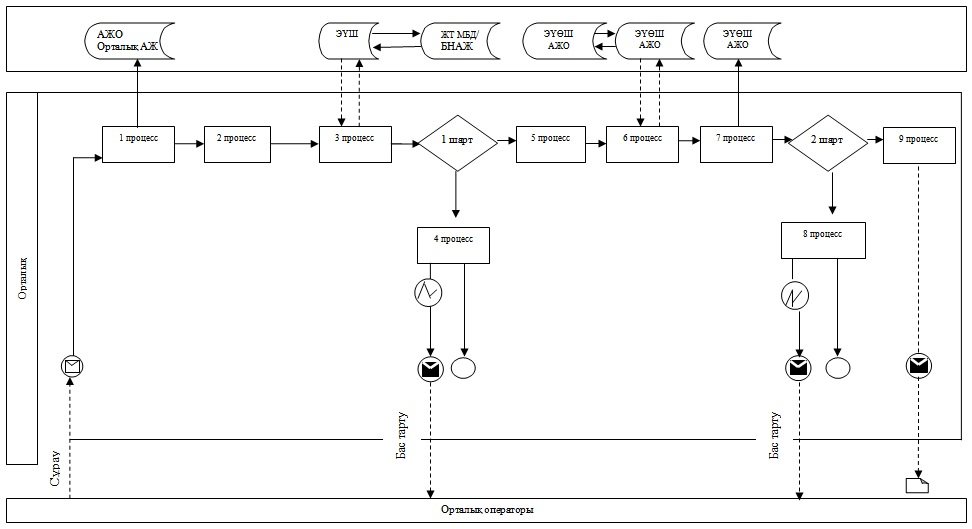 АЖО
Орталық АЖ
ЭҮШ
ЖТ МБД/
БНАЖ
ЭҮӨШ
АЖО
ЭҮӨШ
АЖО
ЭҮӨШ
АЖО
1 процесс
2 процесс
3 процесс
1 шарт
5 процесс
6 процесс
7 процесс
2 шарт
9 процесс
4 процесс
8 процесс
Орталық
Сұрау
Бас тарту
Бас тарту
Орталық операторы